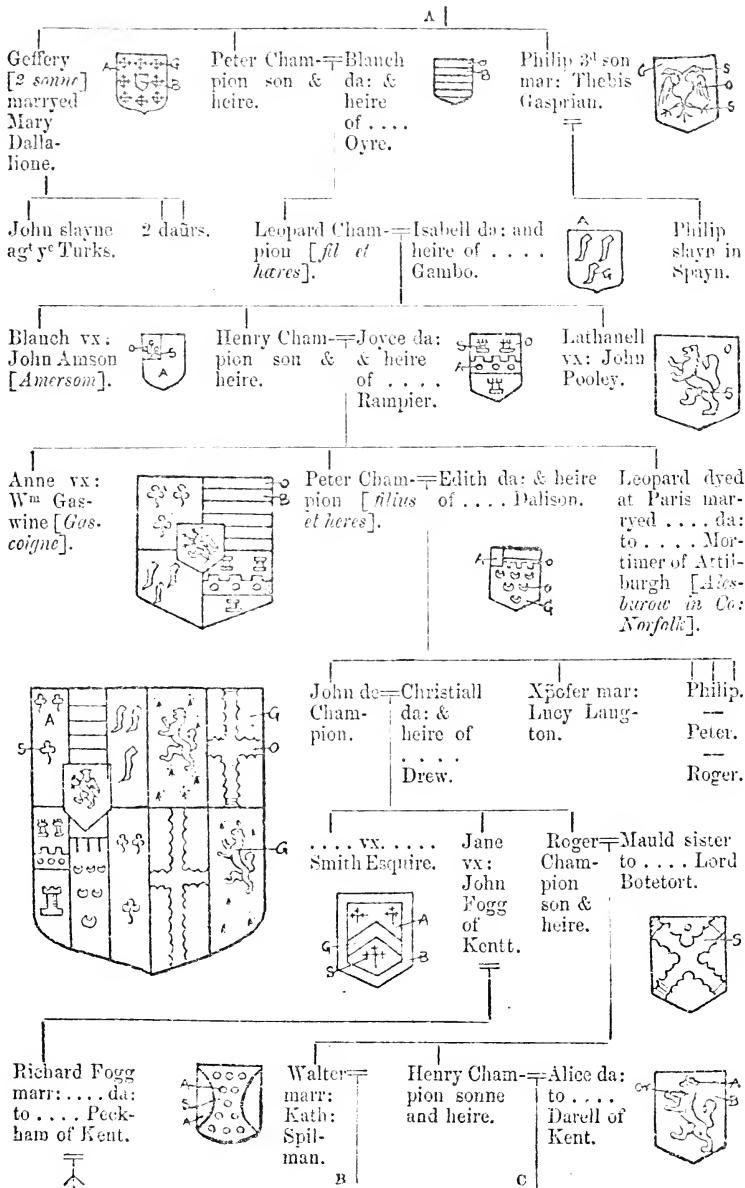 A
Geffery
[2 sonne]
marryed
Mary
Dalla-
lione.
A
G
B
Peter Cham-
pion son &
heire.
Blanch
da: &
heire
of . . . .
Oyre.
O
B
Philip 3d son
mar: Thebis
Gasprian.
G
S
O
S
John slayne
agt ye Turks.
2 daũrs.
Leopard Cham-
pion [fil et
hæres].
Isabell da: and
heire of . . . .
Gambo.
A
G
Philip
slayn in
Spayn.
Blanch vx:
John Amson
[Amersom].
O
S
A
Henry Cham-
pion son &
heire.
Joyce da:
& heire
of . . . .
Rampier.
S
O
A
Lathanell
vx: John
Pooley.
O
S
Anne vx:
Wm Gas-
wine [Gas-
coigne].
O
B
Peter Cham-
pion [filius
et heres].
Edith da: & heire
of . . . . Dalison.
A
O
O
G
Leopard dyed
at Paris mar-
ryed . . . . da:
to . . . . Mor-
timer of Attil-
burgh [Ales-
burow in Co:
Norfolk].
A
S
G
O
G
John de
Cham-
pion.
Christiall
da: &
heire of
. . . .
Drew.
Xp̃ofer mar:
Lucy Lang-
ton.
Philip.
—
Peter.
—
Roger.
. . . . vx. . . . .
Smith Esquire.
A
G
S
B
Jane
vx:
John
Fogg
of
Kentt.
Roger
Cham-
pion
son &
heire.
Mauld sister
to . . . . Lord
Botetort.
S
Richard Fogg
marr: . . . . da:
to . . . . Peck-
ham of Kent.
A
S
A
Walter
marr:
Kath:
Spil-
man.
Henry Cham-
pion sonne
and heire.
Alice da:
to . . . .
Darell of
Kent.
Or
A
B
B
C